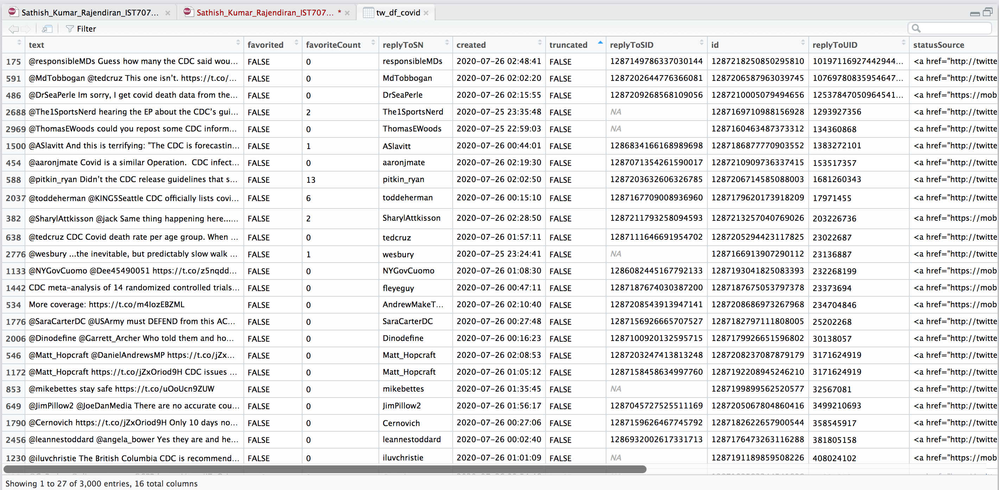 Sathish_Kumar_Rajendiran_IST707... Sathish_Kumar_Rajendiran_IST707... * tw_df_covid
Filter
text favorited favoriteCount replyToSN created truncated replyToSID id replyToUID statusSource
175 @responsibleMDs Guess how many the CDC said wou... FALSE 0 responsibleMDs 2020-07-26 02:48:41 FALSE 1287149786337030144 1287218250850295810 10197116927442944... <a href="http://twitte
591 @MdTobbogan @tedcruz This one isn’t. https://t.co/... FALSE 0 MdTobbogan 2020-07-26 02:02:20 FALSE 1287202644776366081 1287206587963039745 10769780835954647... <a href="http://twitte
486 @DrSeaPerle Im sorry, I get covid death data from the... FALSE 0 DrSeaPerle 2020-07-26 02:15:55 FALSE 1287209268568109056 1287210005079494656 12537847050964541... <a href="https://mob
2688 @The1SportsNerd hearing the EP about the CDC’s gui... FALSE 2 The1SportsNerd 2020-07-25 23:35:48 FALSE NA 1287169710988156928 1293927356 <a href="http://twitte
2969 @ThomasEWoods could you repost some CDC inform... FALSE 0 ThomasEWoods 2020-07-25 22:59:03 FALSE NA 1287160463487373312 134360868 <a href="http://twitte
1500 @ASlavitt And this is terrifying: "The CDC is forecastin... FALSE 1 ASlavitt 2020-07-26 00:44:01 FALSE 1286834166168989698 1287186877770903552 1383272101 <a href="http://twitte
454 @aaronjmate Covid is a similar Operation.  CDC infect... FALSE 0 aaronjmate 2020-07-26 02:19:30 FALSE 1287071354261590017 1287210909736337415 153517357 <a href="http://twitte
588 @pitkin_ryan Didn’t the CDC release guidelines that s... FALSE 13 pitkin_ryan 2020-07-26 02:02:50 FALSE 1287203632606326785 1287206714585088003 1681260343 <a href="http://twitte
2037 @toddeherman @KING5Seattle CDC officially lists covi... FALSE 6 toddeherman 2020-07-26 00:15:10 FALSE 1287167709008936960 1287179620173918209 17971455 <a href="http://twitte
382 @SharylAttkisson @jack Same thing happening here...... FALSE 2 SharylAttkisson 2020-07-26 02:28:50 FALSE 1287211793258094593 1287213257040769026 203226736 <a href="https://mob
638 @tedcruz CDC Covid death rate per age group. When ... FALSE 0 tedcruz 2020-07-26 01:57:11 FALSE 1287111646691954702 1287205294423117825 23022687 <a href="http://twitte
2776 @wesbury ...the inevitable, but predictably slow walk ... FALSE 1 wesbury 2020-07-25 23:24:41 FALSE NA 1287166913907290112 23136887 <a href="http://twitte
1133 @NYGovCuomo @Dee45490051 https://t.co/z5nqdd... FALSE 0 NYGovCuomo 2020-07-26 01:08:30 FALSE 1286082445167792133 1287193041825083393 232268199 <a href="https://mob
1442 CDC meta-analysis of 14 randomized controlled trials... FALSE 0 fleyeguy 2020-07-26 00:47:11 FALSE 1287187674030387200 1287187675053797378 23373694 <a href="https://mob
534 More coverage: https://t.co/m4IozEBZML FALSE 0 AndrewMakeT... 2020-07-26 02:10:40 FALSE 1287208543913947141 1287208686973267968 234704846 <a href="https://mob
1776 @SaraCarterDC @USArmy must DEFEND from this AC... FALSE 0 SaraCarterDC 2020-07-26 00:27:48 FALSE 1287156926665707527 1287182797111808005 25202268 <a href="http://twitte
2006 @Dinodefine @Garrett_Archer Who told them and ho... FALSE 0 Dinodefine 2020-07-26 00:16:23 FALSE 1287100920132595715 1287179926651596802 30138057 <a href="http://twitte
546 @Matt_Hopcraft @DanielAndrewsMP https://t.co/jZx... FALSE 0 Matt_Hopcraft 2020-07-26 02:08:53 FALSE 1287203247413813248 1287208237087879179 3171624919 <a href="http://twitte
1172 @Matt_Hopcraft https://t.co/jZxOriod9H CDC issues ... FALSE 0 Matt_Hopcraft 2020-07-26 01:05:12 FALSE 1287158458634997760 1287192208945246210 3171624919 <a href="http://twitte
853 @mikebettes stay safe https://t.co/uOoUcn9ZUW FALSE 0 mikebettes 2020-07-26 01:35:45 FALSE NA 1287199899562520577 32567081 <a href="http://twitte
649 @JimPillow2 @JoeDanMedia There are no accurate cou... FALSE 0 JimPillow2 2020-07-26 01:56:17 FALSE 1287045727525511169 1287205067804860416 3499210693 <a href="http://twitte
1790 @Cernovich https://t.co/jZxOriod9H Only 10 days no... FALSE 0 Cernovich 2020-07-26 00:27:06 FALSE 1287159626467745792 1287182622657900544 358545917 <a href="http://twitte
2456 @leannestoddard @angela_bower Yes they are and he... FALSE 0 leannestoddard 2020-07-26 00:02:40 FALSE 1286932002617331713 1287176473263116288 381805158 <a href="http://twitte
1230 @iluvchristie The British Columbia CDC is recommend... FALSE 0 iluvchristie 2020-07-26 01:01:09 FALSE NA 1287191189859508226 408024102 <a href="https://mob
Showing 1 to 27 of 3,000 entries, 16 total columns